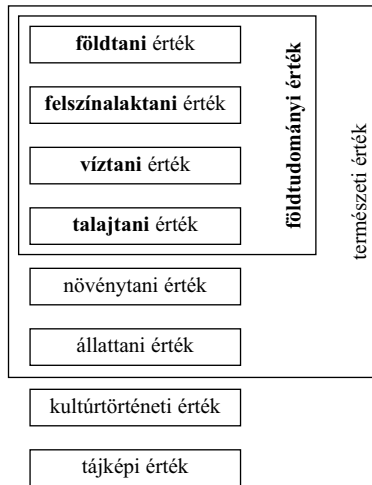 földtani érték
felszínalaktani érték
víztani érték
talajtani érték
földtudományi érték
növénytani érték
állattani érték
természeti érték
kultúrtörténeti érték
tájképi érték